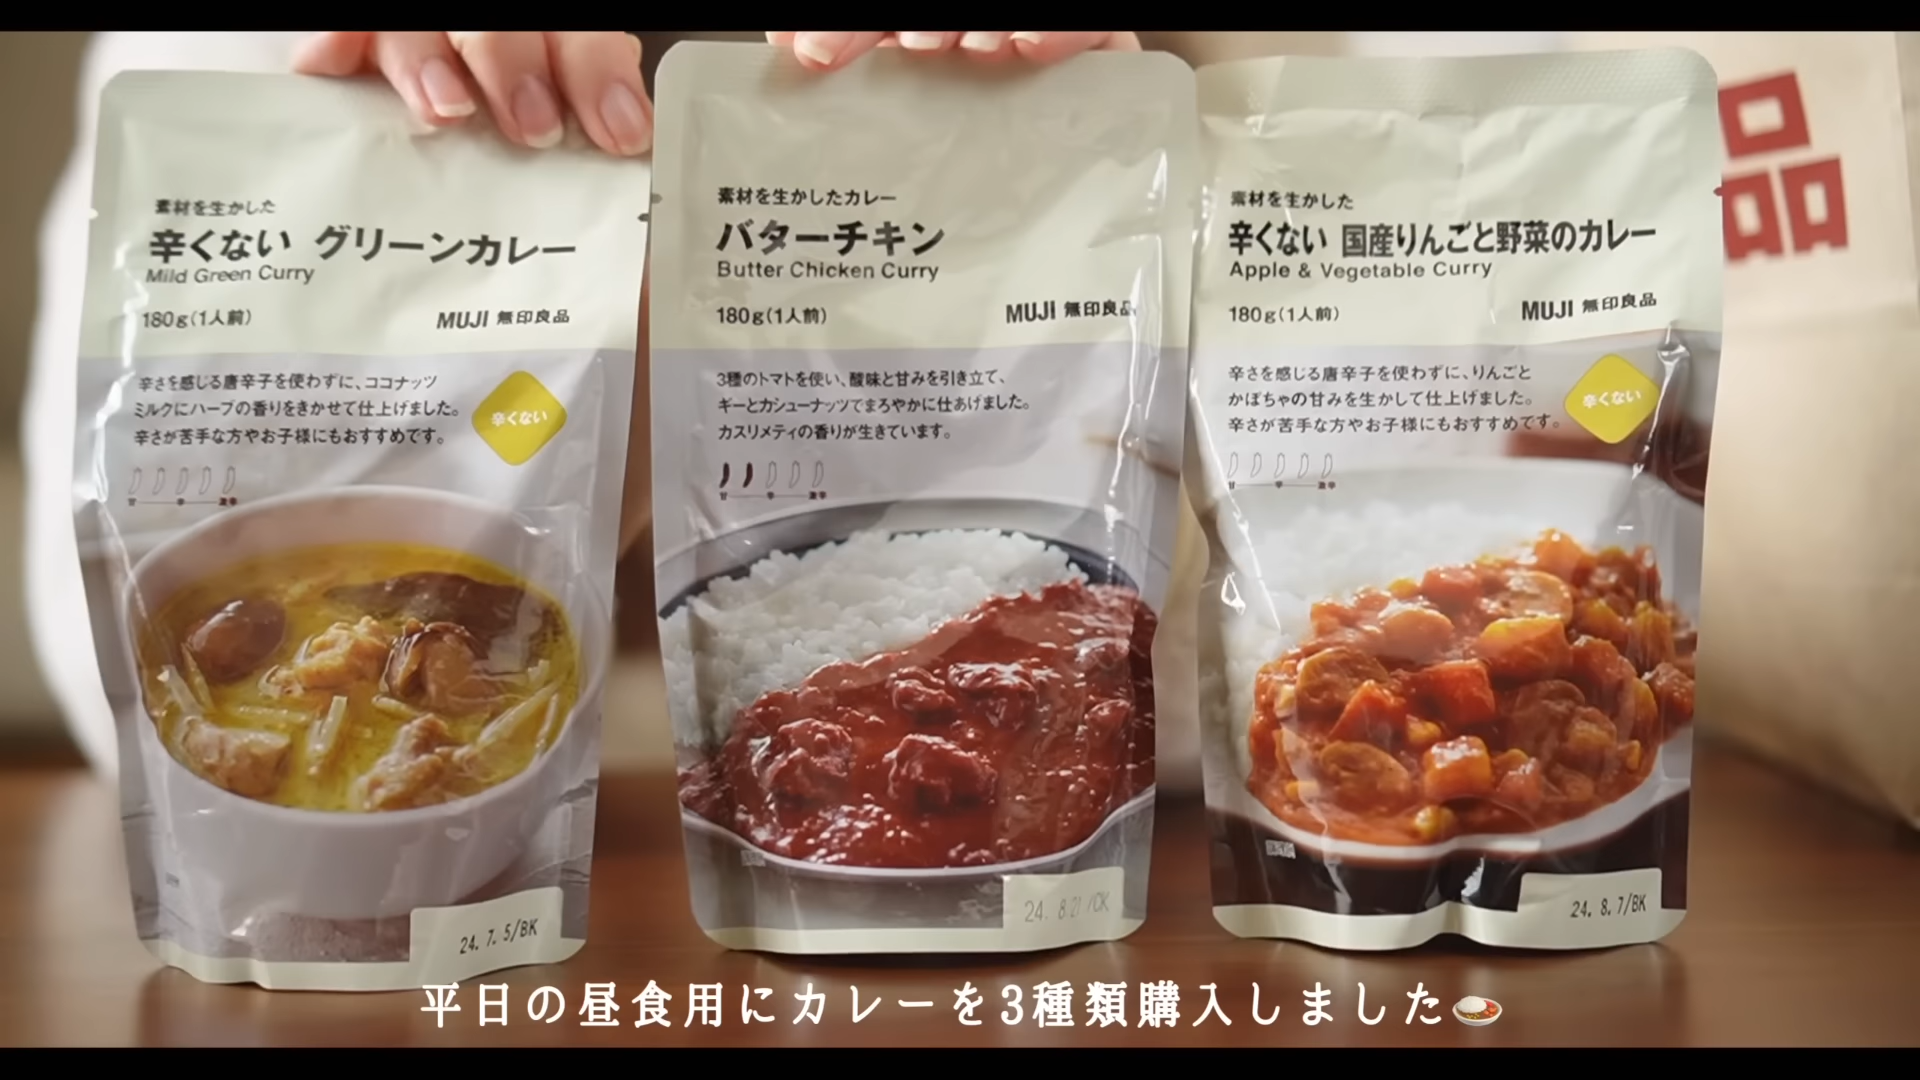 素材を生かした
辛くない グリーンカレー
Mild Green Curry
180g(1人前)
MUJI 無印良品
辛さを感じる唐辛子を使わずに、ココナッツ
ミルクにハーブの香りをきかせて仕上げました。
辛さが苦手な方やお子様にもおすすめです。
辛くない
甘 辛 激辛
24. 7. 5/BK
素材を生かしたカレー
バターチキン
Butter Chicken Curry
180g(1人前)
MUJI 無印良品
3種のトマトを使い、酸味と甘みを引き立て、
ギーとカシューナッツでまろやかに仕あげました。
カスリメティの香りが生きています。
甘 辛 激辛
24. 8.21
素材を生かした
辛くない 国産りんごと野菜のカレー
Apple & Vegetable Curry
180g(1人前)
MUJI 無印良品
辛さを感じる唐辛子を使わずに、りんごと
かぼちゃの甘みを生かして仕上げました。
辛さが苦手な方やお子様にもおすすめです。
辛くない
甘 辛 激辛
24. 8. 7/BK
品
平日の昼食用にカレーを3種類購入しました🍛